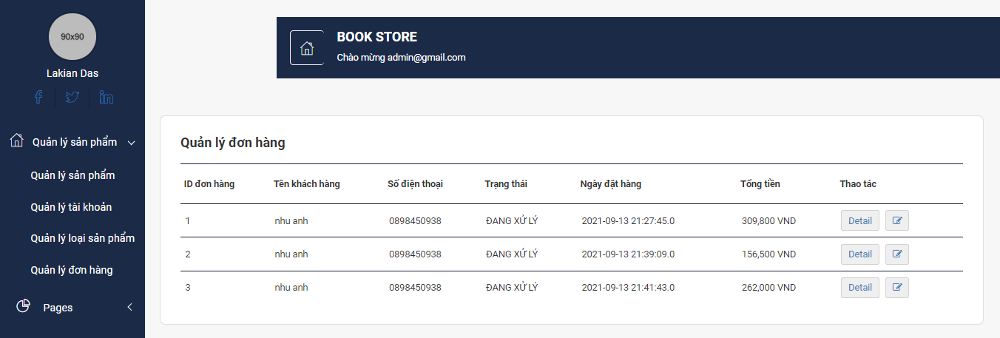 90x90
Lakian Das
Quản lý sản phẩm
Quản lý sản phẩm
Quản lý tài khoản
Quản lý loại sản phẩm
Quản lý đơn hàng
Pages
BOOK STORE
Chào mừng admin@gmail.com
Quản lý đơn hàng
ID đơn hàng Tên khách hàng Số điện thoại Trạng thái Ngày đặt hàng Tổng tiền Thao tác
1 nhu anh 0898450938 ĐANG XỬ LÝ 2021-09-13 21:27:45.0 309,800 VND Detail
2 nhu anh 0898450938 ĐANG XỬ LÝ 2021-09-13 21:39:09.0 156,500 VND Detail
3 nhu anh 0898450938 ĐANG XỬ LÝ 2021-09-13 21:41:43.0 262,000 VND Detail